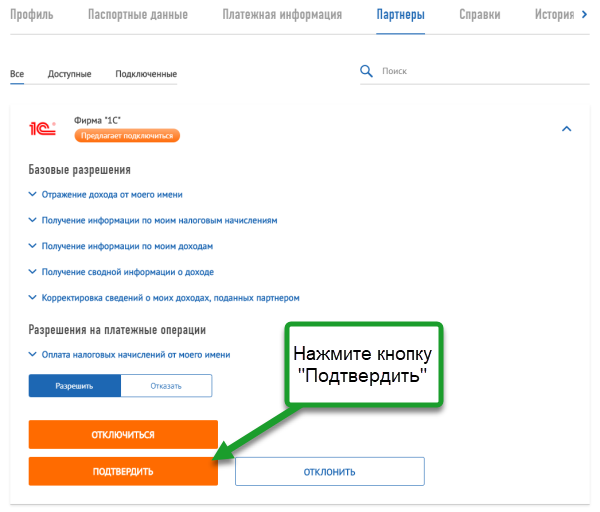 Профиль Паспортные данные Платежная информация Партнеры Справки История
Все Доступные Подключенные Поиск
1С
Фирма "1С"
Предлагает подключиться
Базовые разрешения
Отражение дохода от моего имени
Получение информации по моим налоговым начислениям
Получение информации по моим доходам
Получение сводной информации о доходе
Корректировка сведений о моих доходах, поданных партнером
Разрешения на платежные операции
Оплата налоговых начислений от моего имени
Разрешить Отказать
Нажмите кнопку
"Подтвердить"
ОТКЛЮЧИТЬСЯ
ПОДТВЕРДИТЬ ОТКЛОНИТЬ